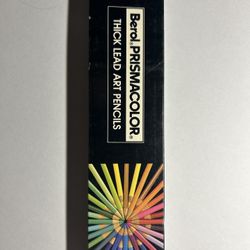 Berol® PRISMACOLOR®
THICK LEAD ART PENCILS